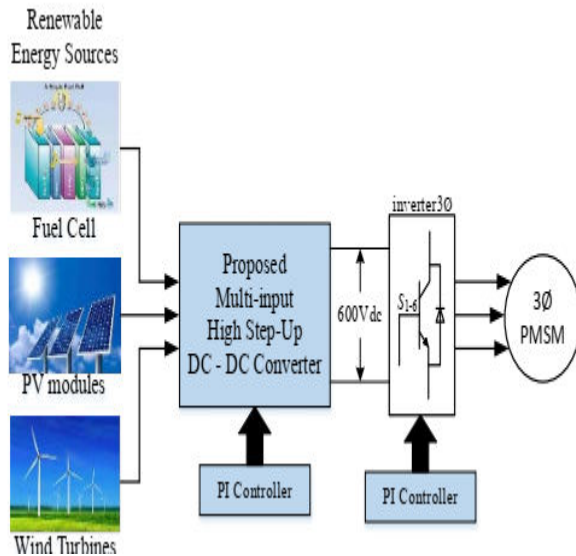 Renewable
Energy Sources
Fuel Cell
PV modules
Wind Turbines
Proposed
Multi-input
High Step-Up
DC - DC Converter
PI Controller
600Vdc
inverter3Ø
S1-6
PI Controller
3Ø
PMSM